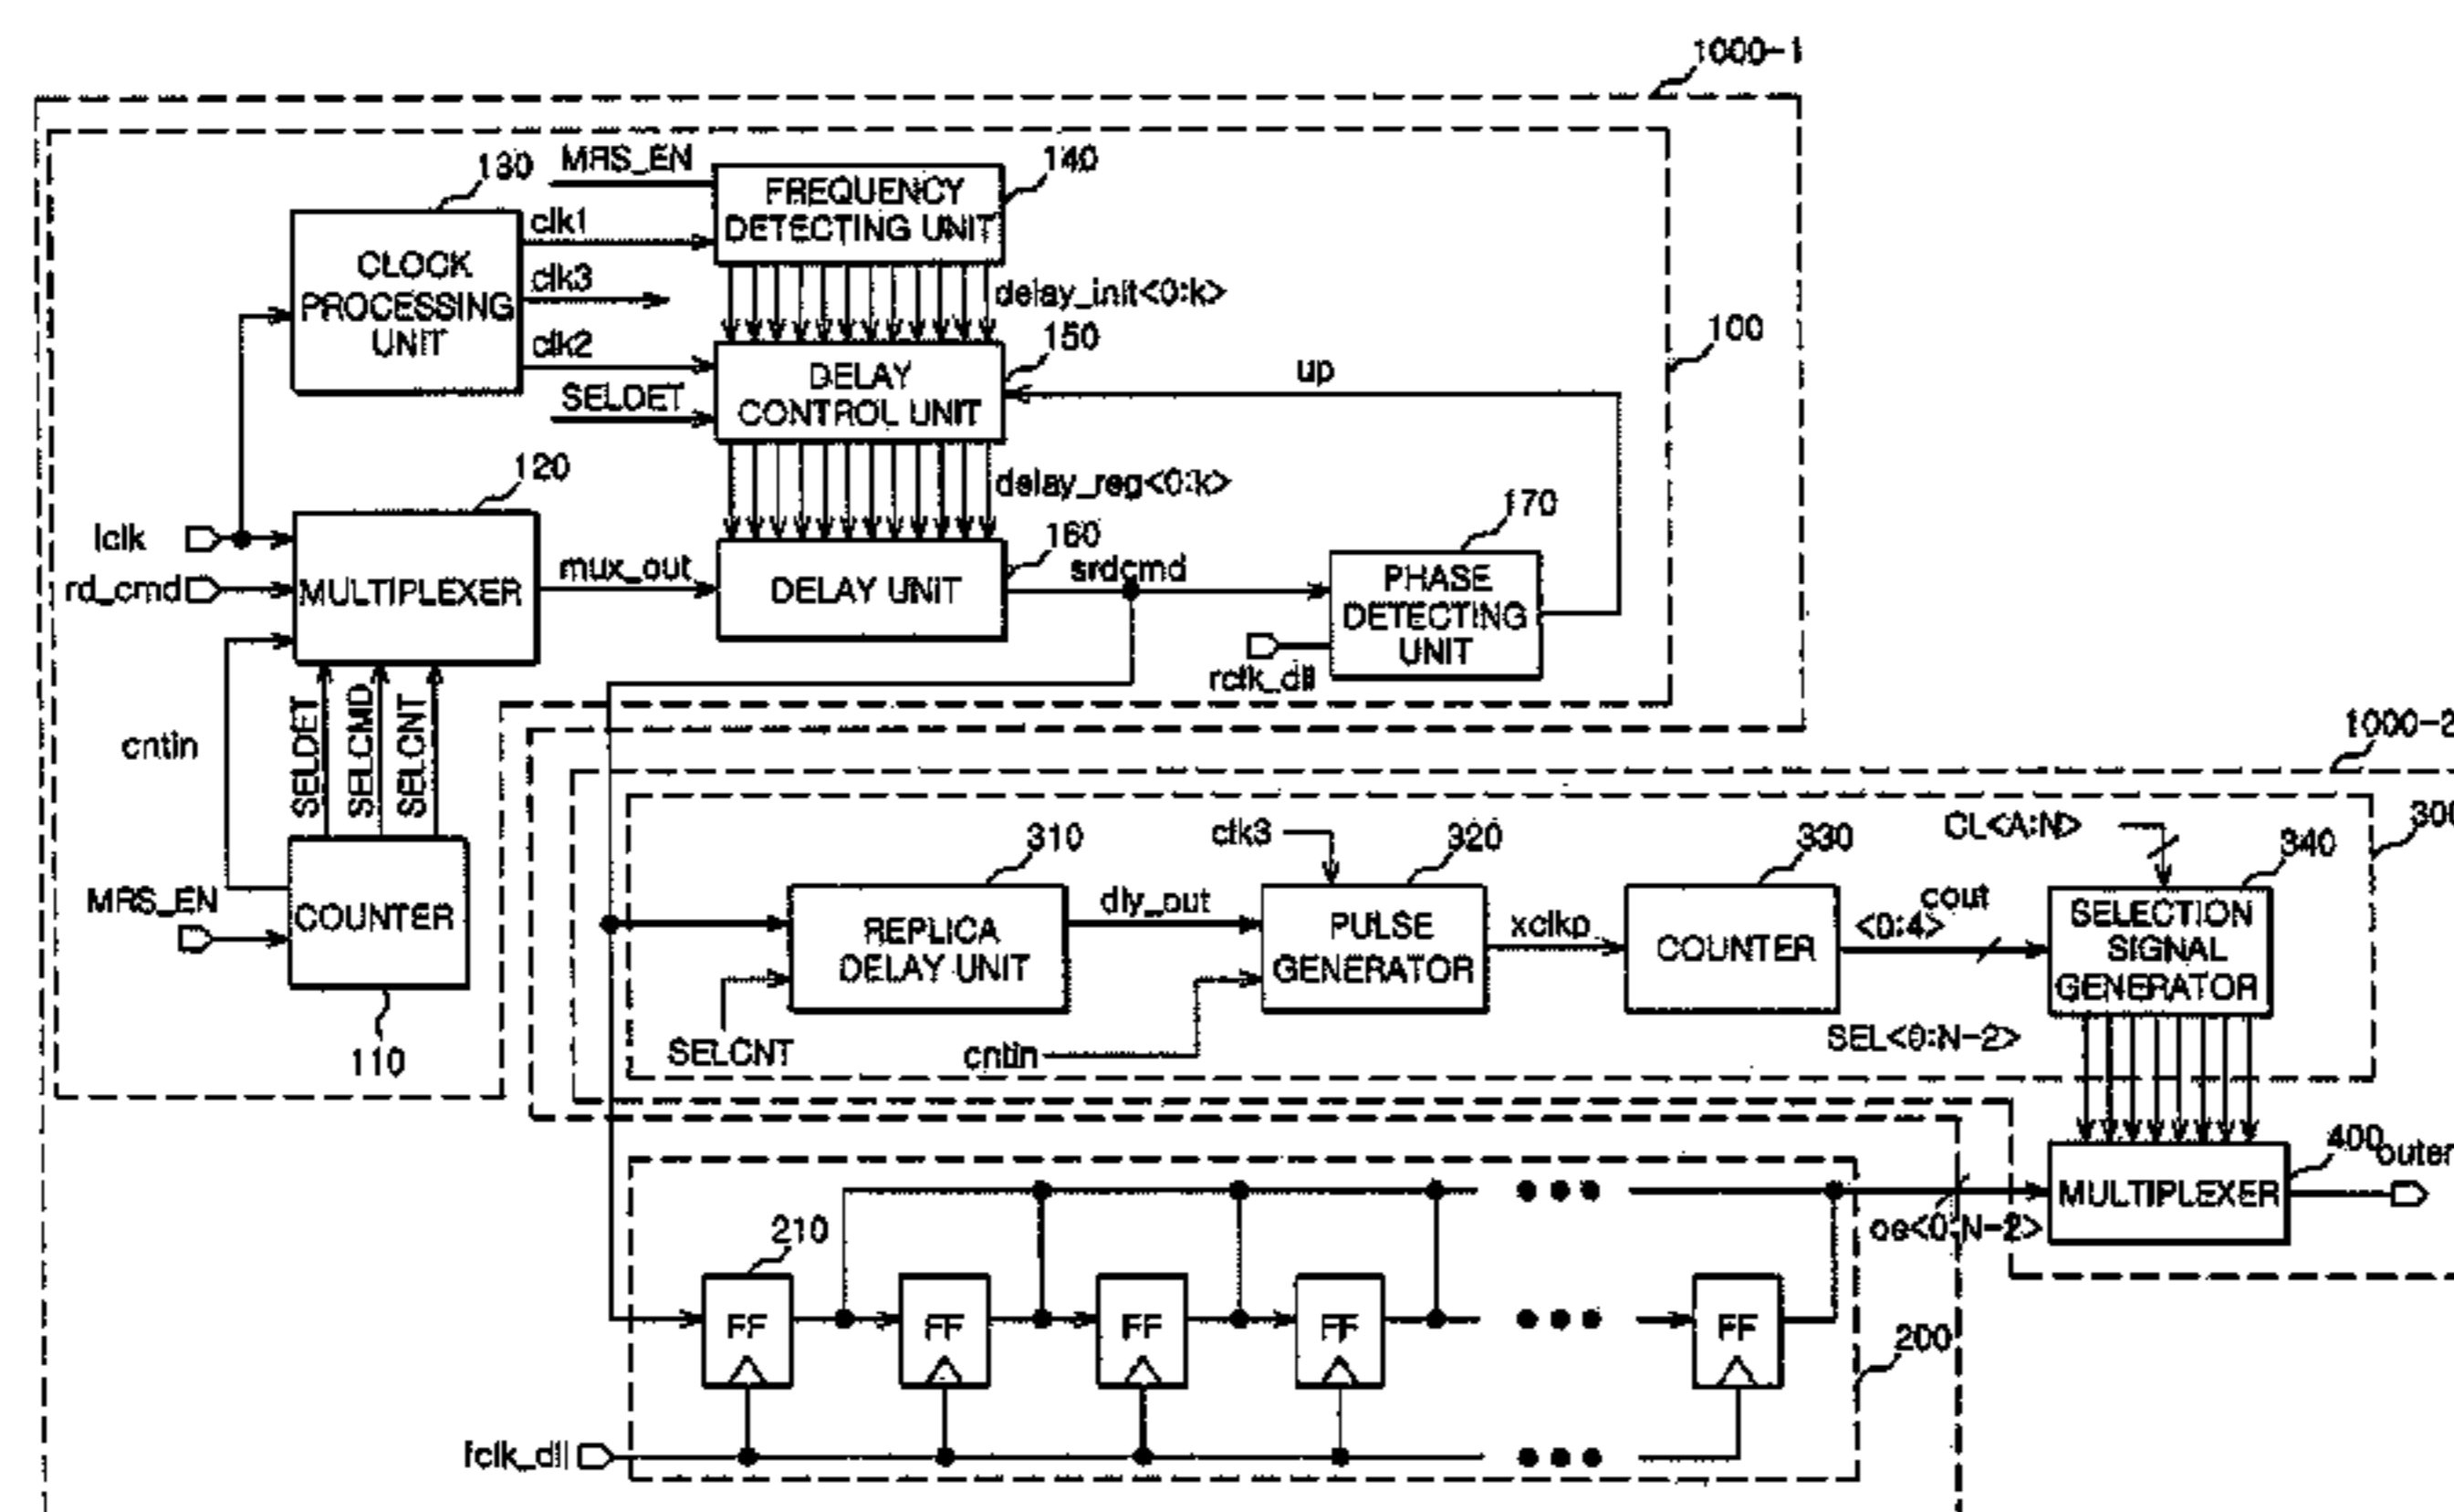 1000-1
130
MRS_EN
140
FREQUENCY
DETECTING UNIT
clk1
CLOCK
PROCESSING
UNIT
clk3
delay_init<0:k>
clk2
150
100
DELAY
CONTROL UNIT
up
SELDET
120
delay_reg<0:k>
170
lclk
160
rd_cmd
MULTIPLEXER
mux_out
DELAY UNIT
srdcmd
PHASE
DETECTING
UNIT
rclk_dll
cntin
SELDET
SELCMD
SELCNT
1000-2
MRS_EN
COUNTER
110
310
clk3
320
330
CL<A:N>
340
REPLICA
DELAY UNIT
dly_out
PULSE
GENERATOR
xclkp
COUNTER
cout
<0:4>
SELECTION
SIGNAL
GENERATOR
SELCNT
cntin
SEL<0:N-2>
400
MULTIPLEXER
oe<0:N-2>
210
FF
FF
FF
FF
FF
200
fclk_dll